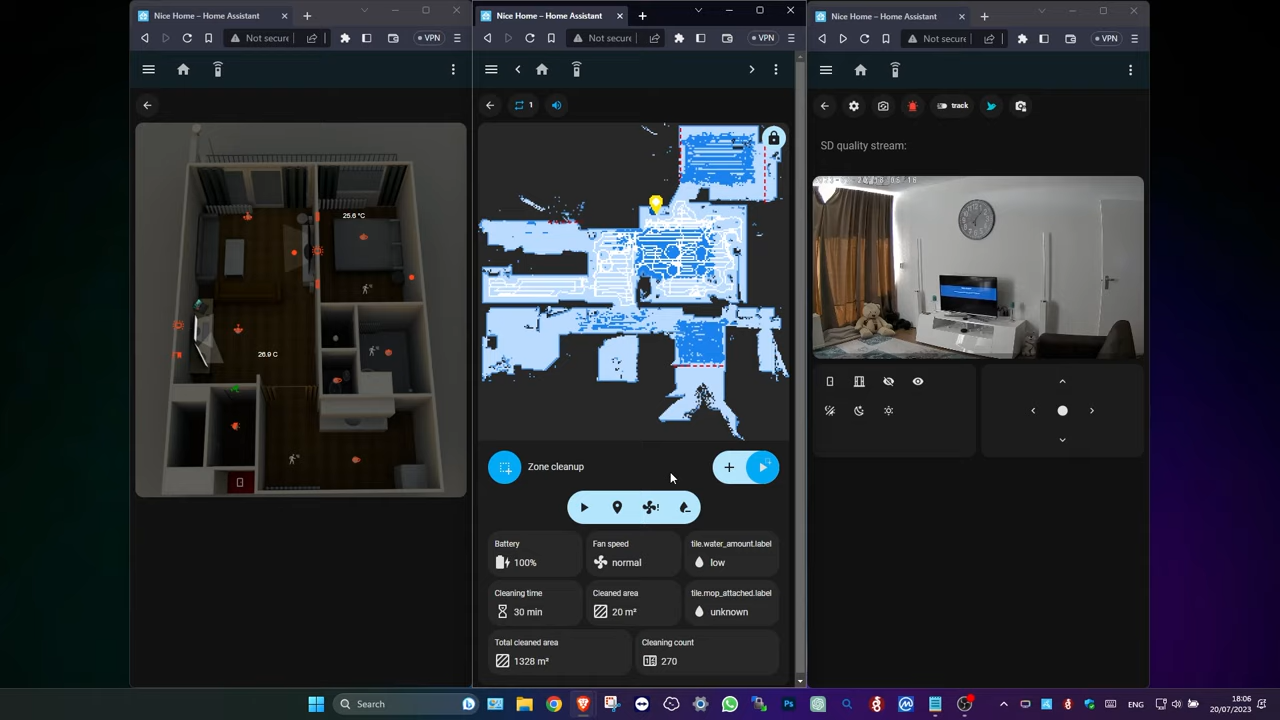 Nice Home – Home Assistant
Not secure
VPN
25.6 °C
26.9 C
Nice Home – Home Assistant
Not secure
VPN
1
Zone cleanup
Battery
100%
Fan speed
normal
tile.water_amount.label
low
Cleaning time
30 min
Cleaned area
20 m²
tile.mop_attached.label
unknown
Total cleaned area
1328 m²
Cleaning count
270
Nice Home – Home Assistant
Not secure
VPN
track
SD quality stream:
Search
18:06
20/07/2023